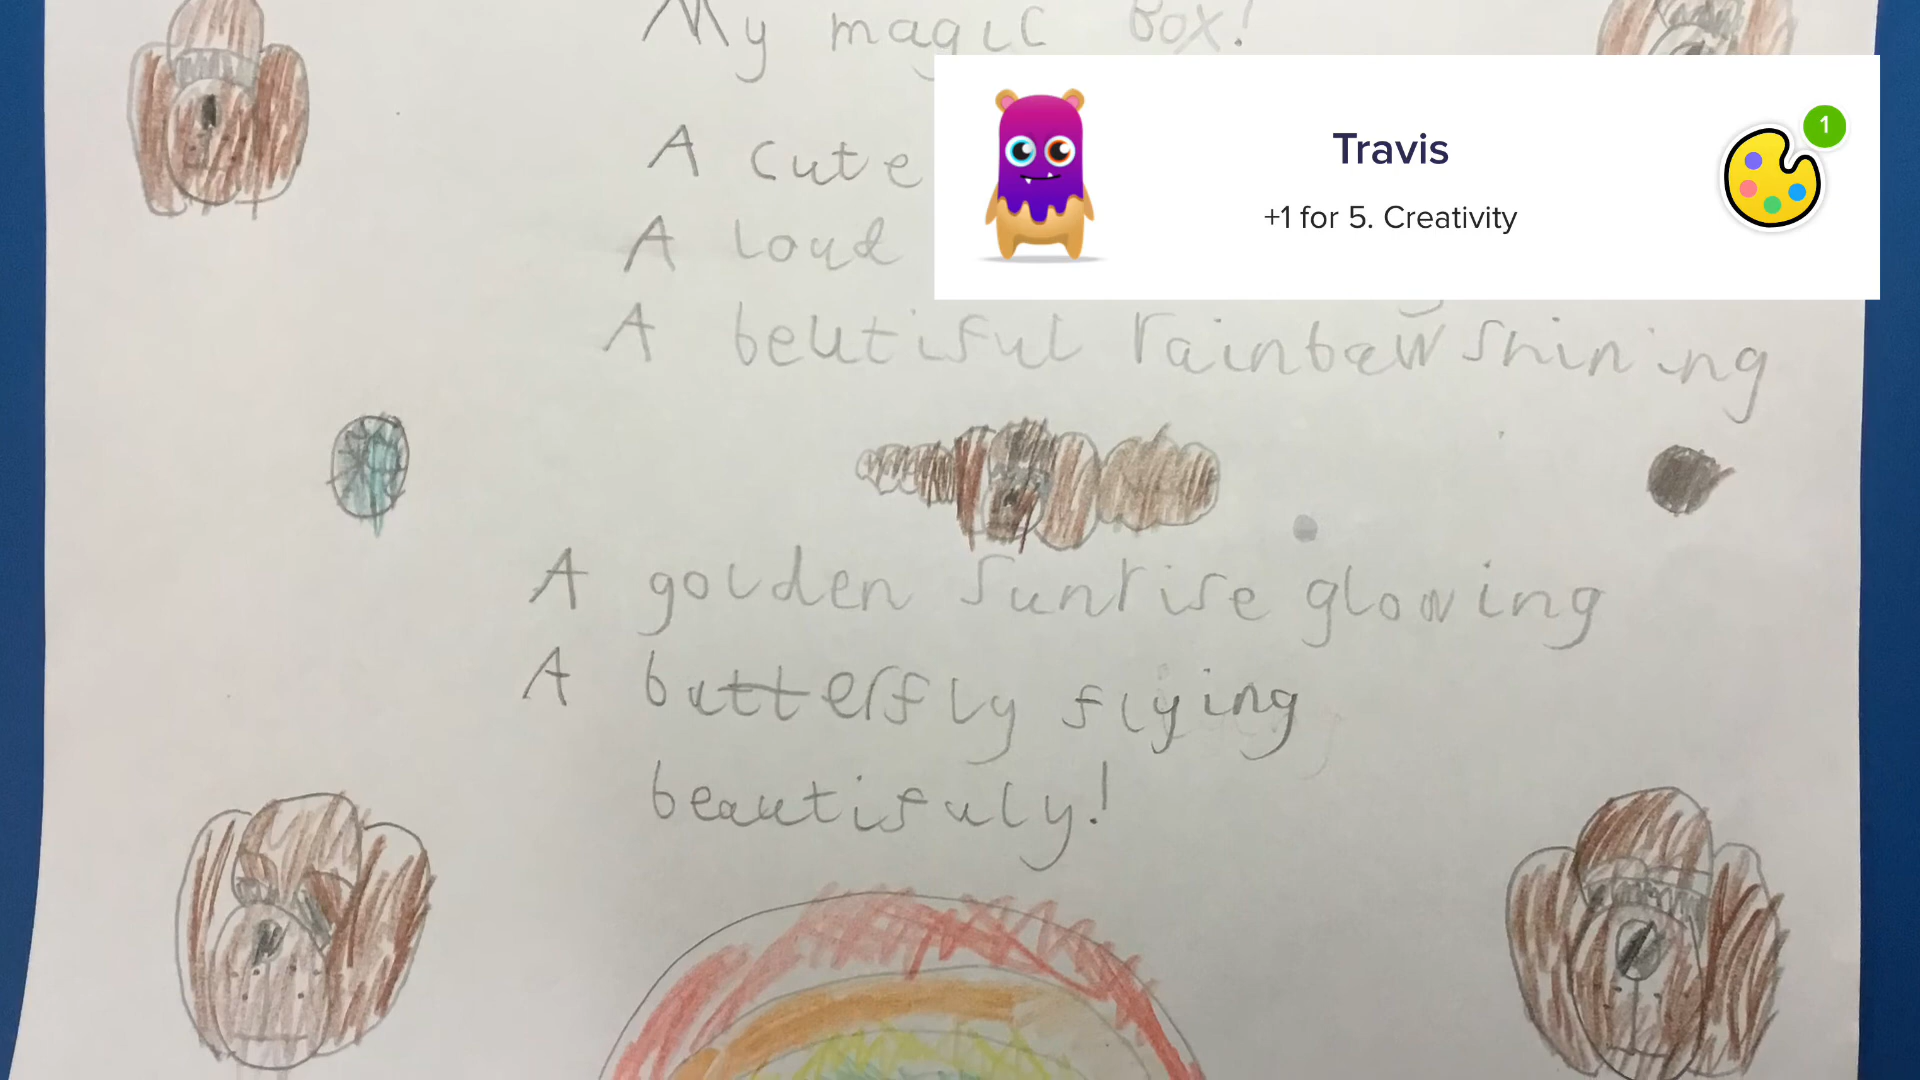 My magic Box!
A cute
A loud
A beutiful rainbow shining
A golden sunrise glowing
A butterfly flying
beautifuly!
Travis
+1 for 5. Creativity
1